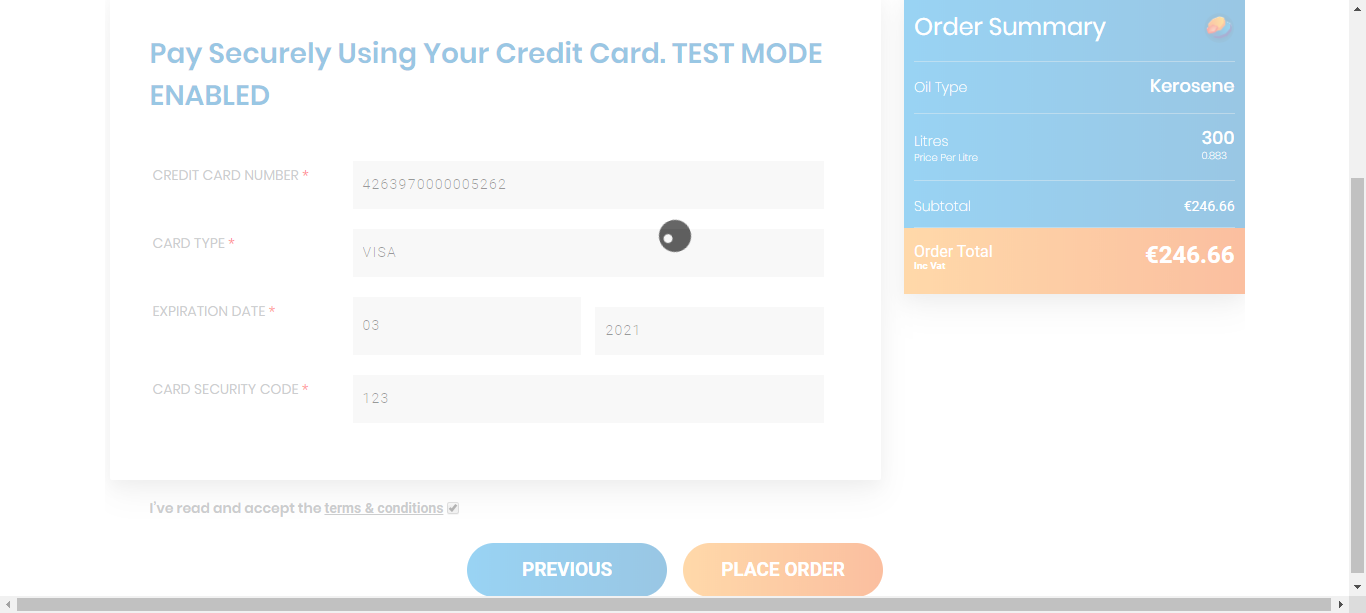 Pay Securely Using Your Credit Card. TEST MODE
ENABLED
CREDIT CARD NUMBER *
4263970000005262
CARD TYPE *
VISA
EXPIRATION DATE *
03
2021
CARD SECURITY CODE *
123
I've read and accept the terms & conditions
PREVIOUS
PLACE ORDER
Order Summary
Oil Type
Kerosene
Litres
300
Price Per Litre
0.883
Subtotal
€246.66
Order Total
€246.66
Inc Vat